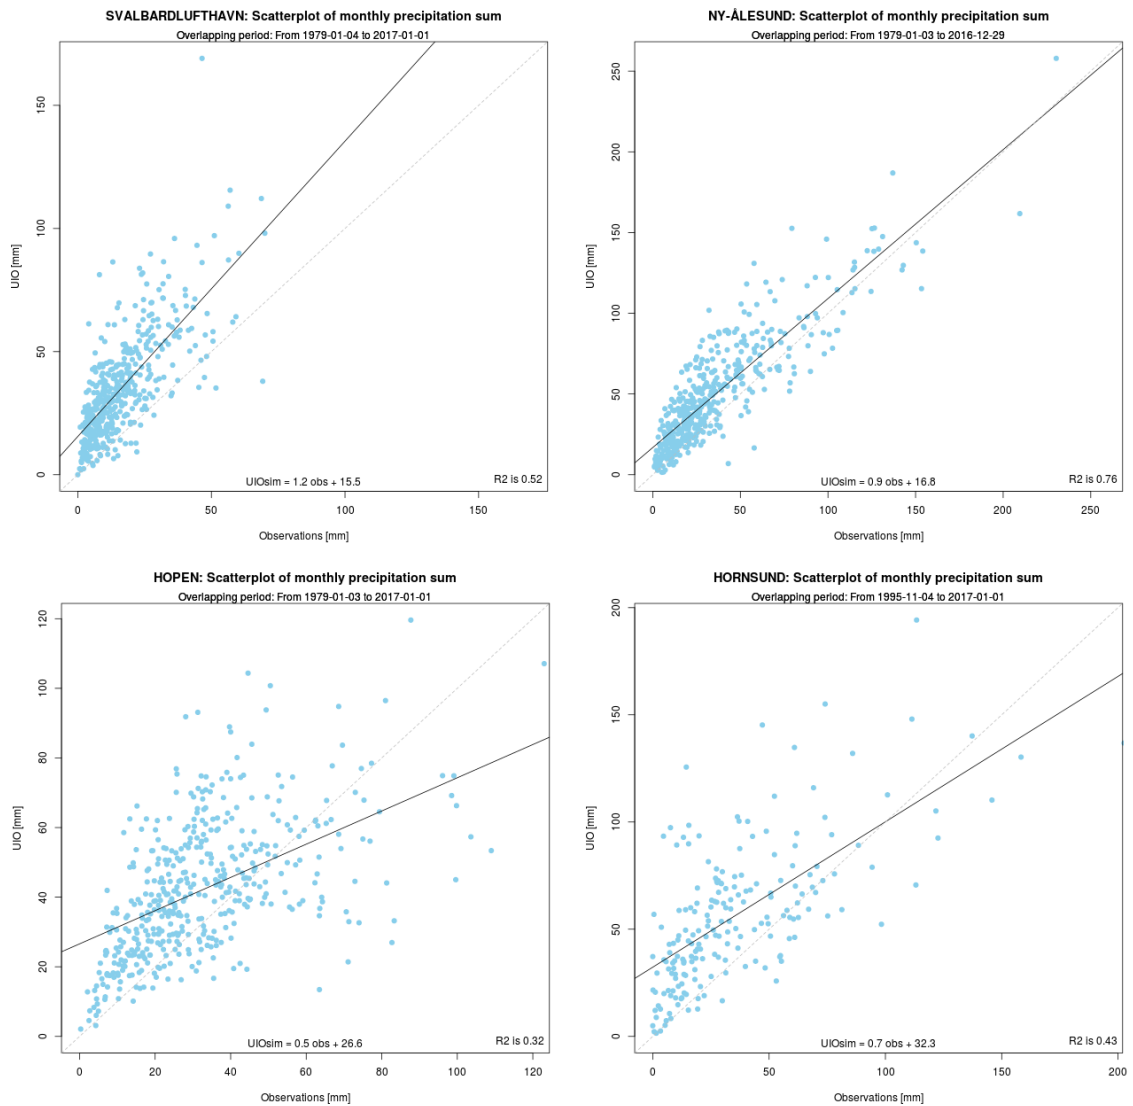 SVALBARDLUFTHAVN: Scatterplot of monthly precipitation sum
Overlapping period: From 1979-01-04 to 2017-01-01
UIO [mm]
150
100
50
0
UIOsim = 1.2 obs + 15.5
R2 is 0.52
0 50 100 150
Observations [mm]
NY-ÅLESUND: Scatterplot of monthly precipitation sum
Overlapping period: From 1979-01-03 to 2016-12-29
UIO [mm]
250
200
150
100
50
0
UIOsim = 0.9 obs + 16.8
R2 is 0.76
0 50 100 150 200 250
Observations [mm]
HOPEN: Scatterplot of monthly precipitation sum
Overlapping period: From 1979-01-03 to 2017-01-01
UIO [mm]
120
100
80
60
40
20
0
UIOsim = 0.5 obs + 26.6
R2 is 0.32
0 20 40 60 80 100 120
Observations [mm]
HORNSUND: Scatterplot of monthly precipitation sum
Overlapping period: From 1995-11-04 to 2017-01-01
UIO [mm]
200
150
100
50
0
UIOsim = 0.7 obs + 32.3
R2 is 0.43
0 50 100 150 200
Observations [mm]